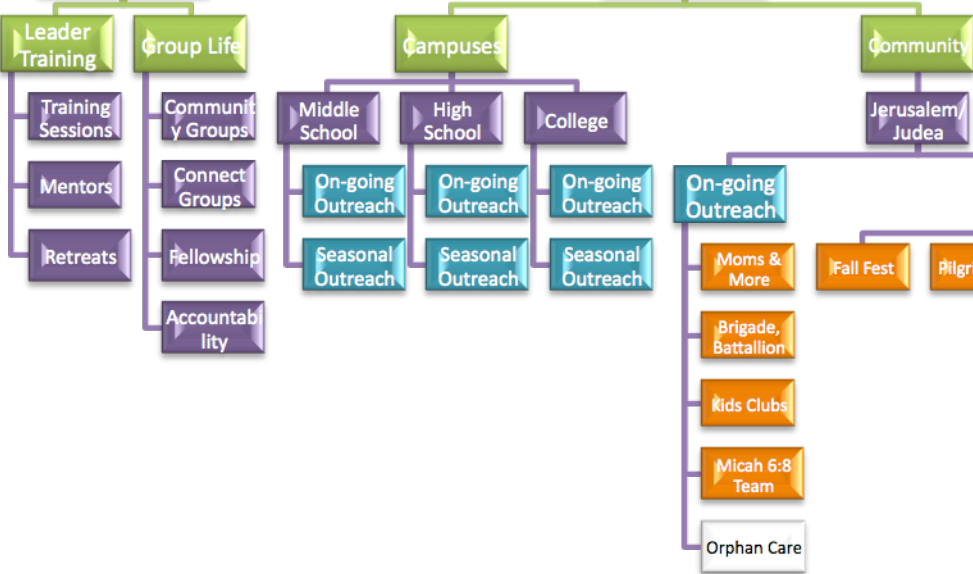 Leader
Training
Group Life
Campuses
Community
Training
Sessions
Mentors
Retreats
Communit
y Groups
Connect
Groups
Fellowship
Accountabi
lity
Middle
School
On-going
Outreach
Seasonal
Outreach
High
School
On-going
Outreach
Seasonal
Outreach
College
On-going
Outreach
Seasonal
Outreach
Jerusalem/
Judea
On-going
Outreach
Moms &
More
Brigade,
Battallion
Kids Clubs
Micah 6:8
Team
Orphan Care
Fall Fest